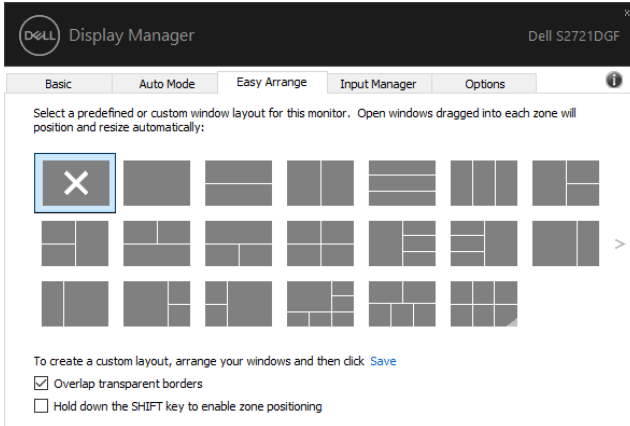 DELL Display Manager
Dell S2721DGF
x
Basic
Auto Mode
Easy Arrange
Input Manager
Options
i
Select a predefined or custom window layout for this monitor.  Open windows dragged into each zone will
position and resize automatically:
To create a custom layout, arrange your windows and then click Save
Overlap transparent borders
Hold down the SHIFT key to enable zone positioning